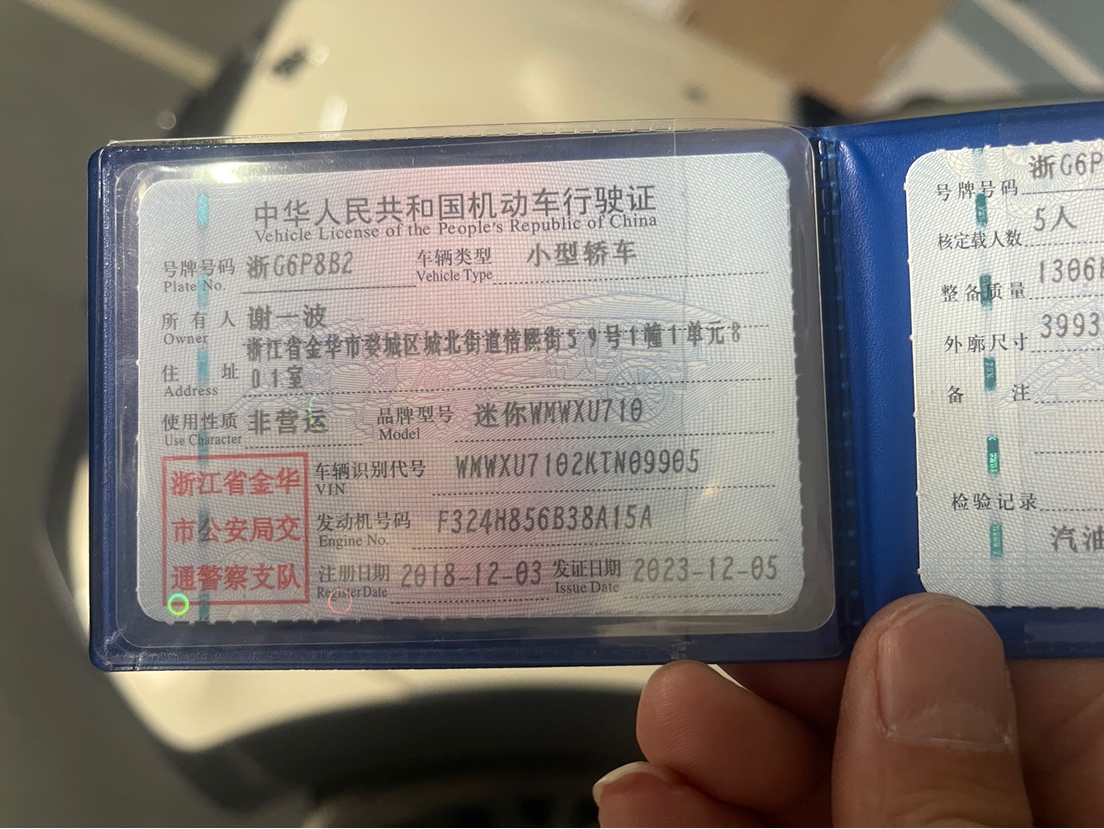 中华人民共和国机动车行驶证
Vehicle License of the People's Republic of China
号牌号码 浙G6P8B2 车辆类型 小型轿车
Plate No. Vehicle Type
所有人 谢一波
Owner
浙江省金华市婺城区城北街道信熙街59号1幢1单元8
住址 01室
Address
使用性质 非营运 品牌型号 迷你WMWXU710
Use Character Model
浙江省金华
市公安局交
通警察支队
车辆识别代号 WMWXU7102KTN09905
VIN
发动机号码 F324H856B38A15A
Engine No.
注册日期 2018-12-03 发证日期 2023-12-05
Register Date Issue Date
号牌号码 浙G6P
核定载人数 5人
整备质量 1306
外廓尺寸 3993
备注
检验记录
汽油